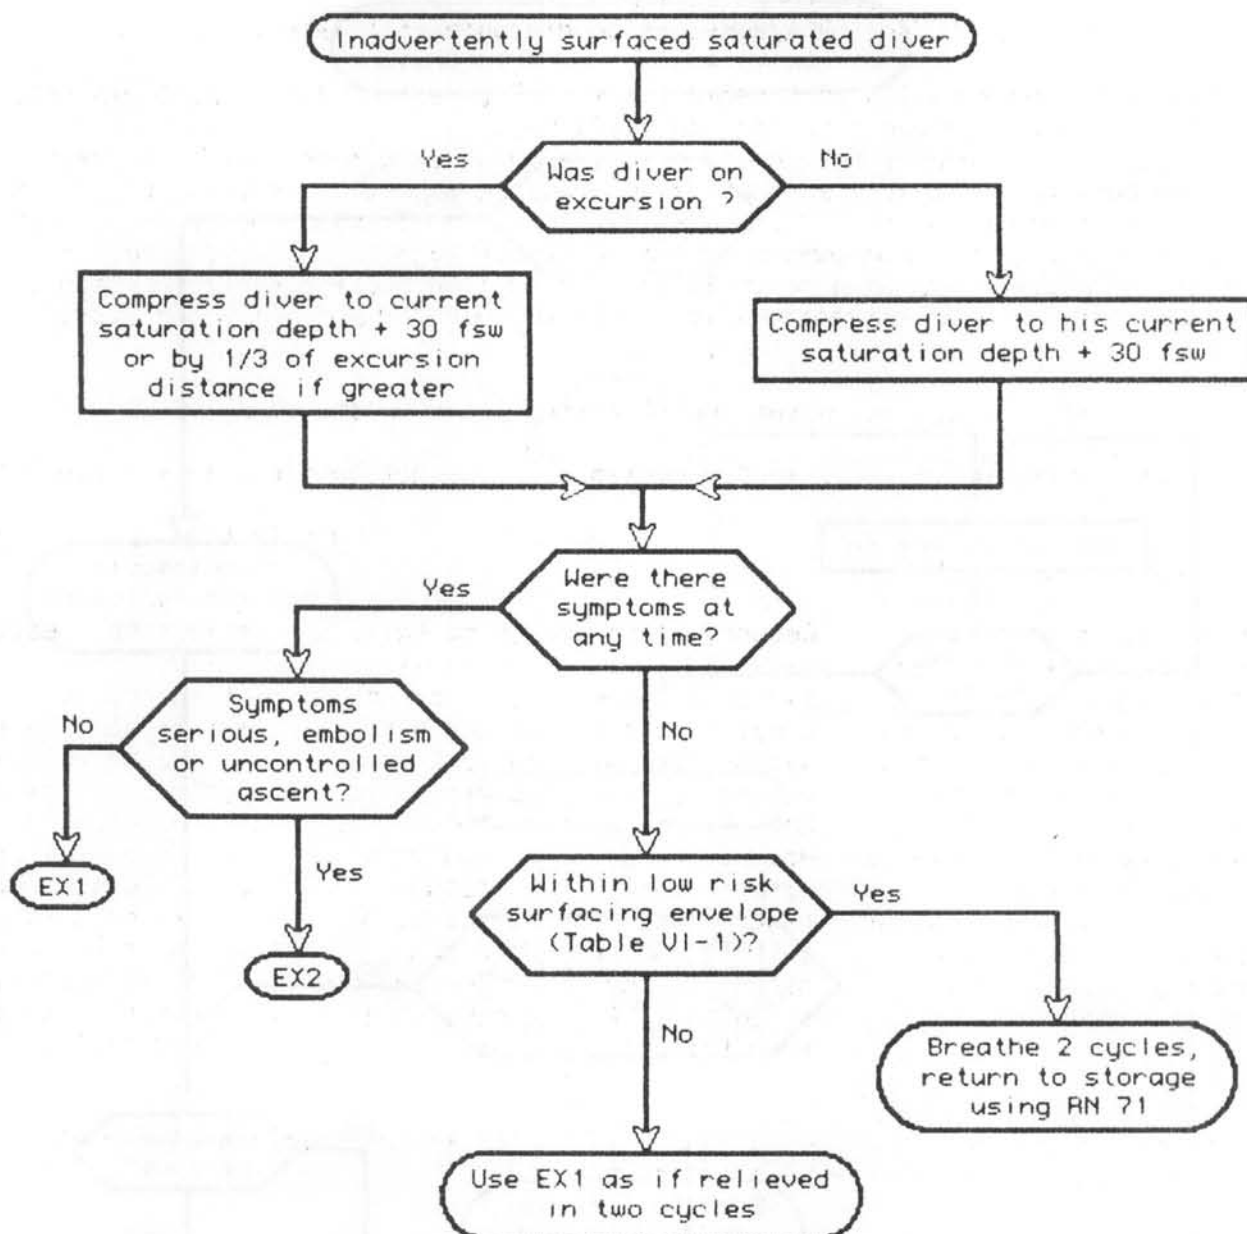 Inadvertently surfaced saturated diver
Yes
No
Was diver on
excursion ?
Compress diver to current
saturation depth + 30 fsw
or by 1/3 of excursion
distance if greater
Compress diver to his current
saturation depth + 30 fsw
Yes
Were there
symptoms at
any time?
Symptoms
serious, embolism
or uncontrolled
ascent?
No
No
EX1
Yes
EX2
Within low risk
surfacing envelope
(Table VI-1)?
Yes
No
Breathe 2 cycles,
return to storage
using RN 71
Use EX1 as if relieved
in two cycles